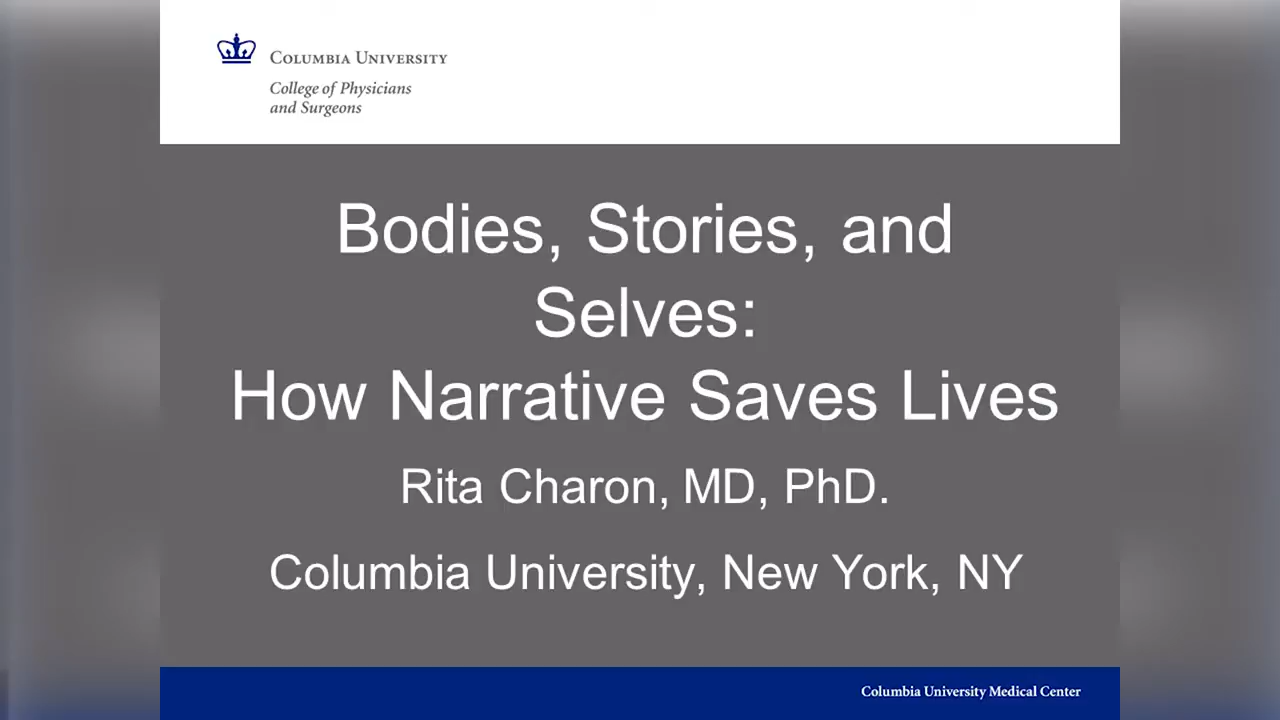 COLUMBIA UNIVERSITY
College of Physicians
and Surgeons
Bodies, Stories, and
Selves:
How Narrative Saves Lives
Rita Charon, MD, PhD.
Columbia University, New York, NY
Columbia University Medical Center